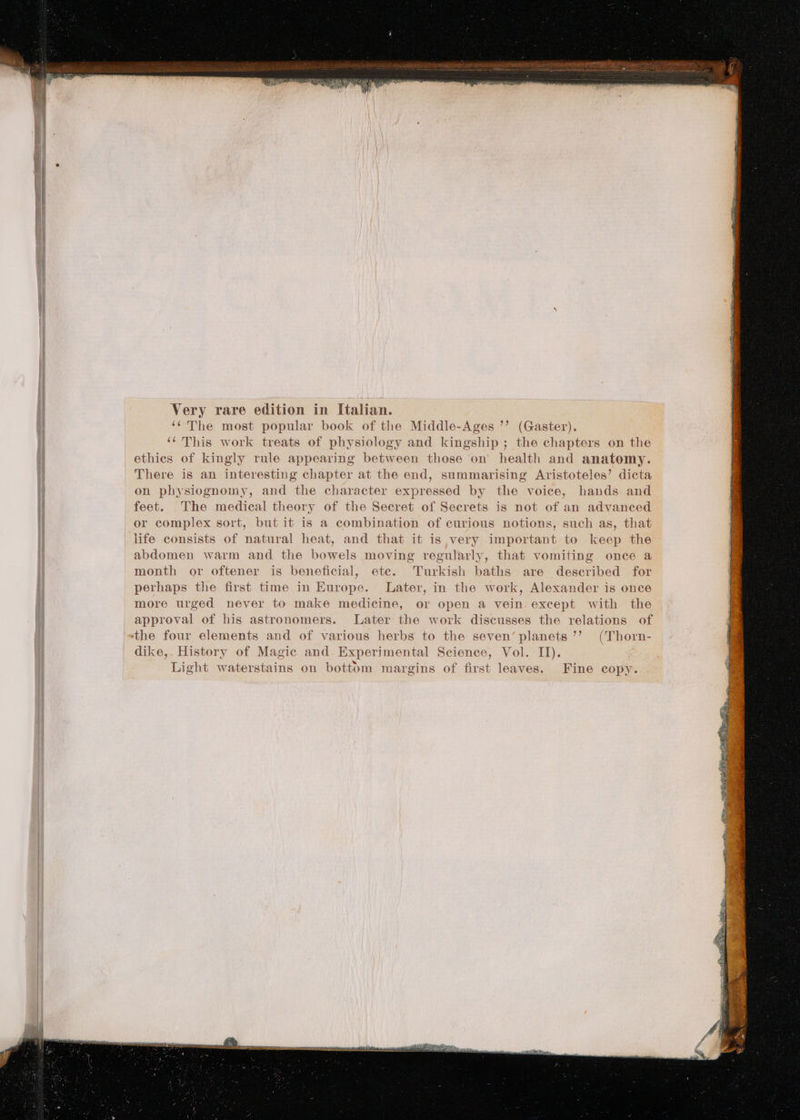 Very rare edition in Italian.
‘‘ The most popular book of the Middle-Ages ’’ (Gaster).
‘‘ This work treats of physiology and kingship ; the chapters on the
ethics of kingly rule appearing between those on health and anatomy.
There is an interesting chapter at the end, summarising Aristoteles’ dicta
on physiognomy, and the character expressed by the voice, hands and
feet. The medical theory of the Secret of Secrets is not of an advanced
or complex sort, but it is a combination of curious notions, such as, that
life consists of natural heat, and that it is very important to keep the
abdomen warm and the bowels moving regularly, that vomiting once a
month or oftener is beneficial, etc. Turkish baths are described for
perhaps the first time in Europe. Later, in the work, Alexander is once
more urged never to make medicine, or open a vein except with the
approval of his astronomers. Later the work discusses the relations of
the four elements and of various herbs to the seven planets ’’ (Thorn-
dike, History of Magic and Experimental Science, Vol. II).
Light waterstains on bottom margins of first leaves. Fine copy.